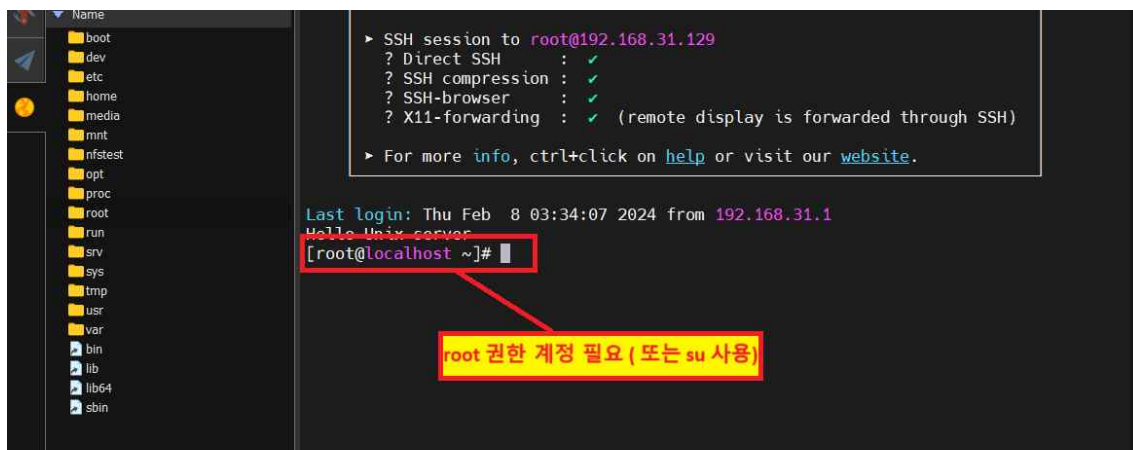 Name
boot
dev
etc
home
media
mnt
nfstest
opt
proc
root
run
srv
sys
tmp
usr
var
bin
lib
lib64
sbin
➤ SSH session to root@192.168.31.129
? Direct SSH : ✔
? SSH compression : ✔
? SSH-browser : ✔
? X11-forwarding : ✔ (remote display is forwarded through SSH)
➤ For more info, ctrl+click on help or visit our website.
Last login: Thu Feb 8 03:34:07 2024 from 192.168.31.1
Hello Unix server
[root@localhost ~]#
root 권한 계정 필요 ( 또는 su 사용)